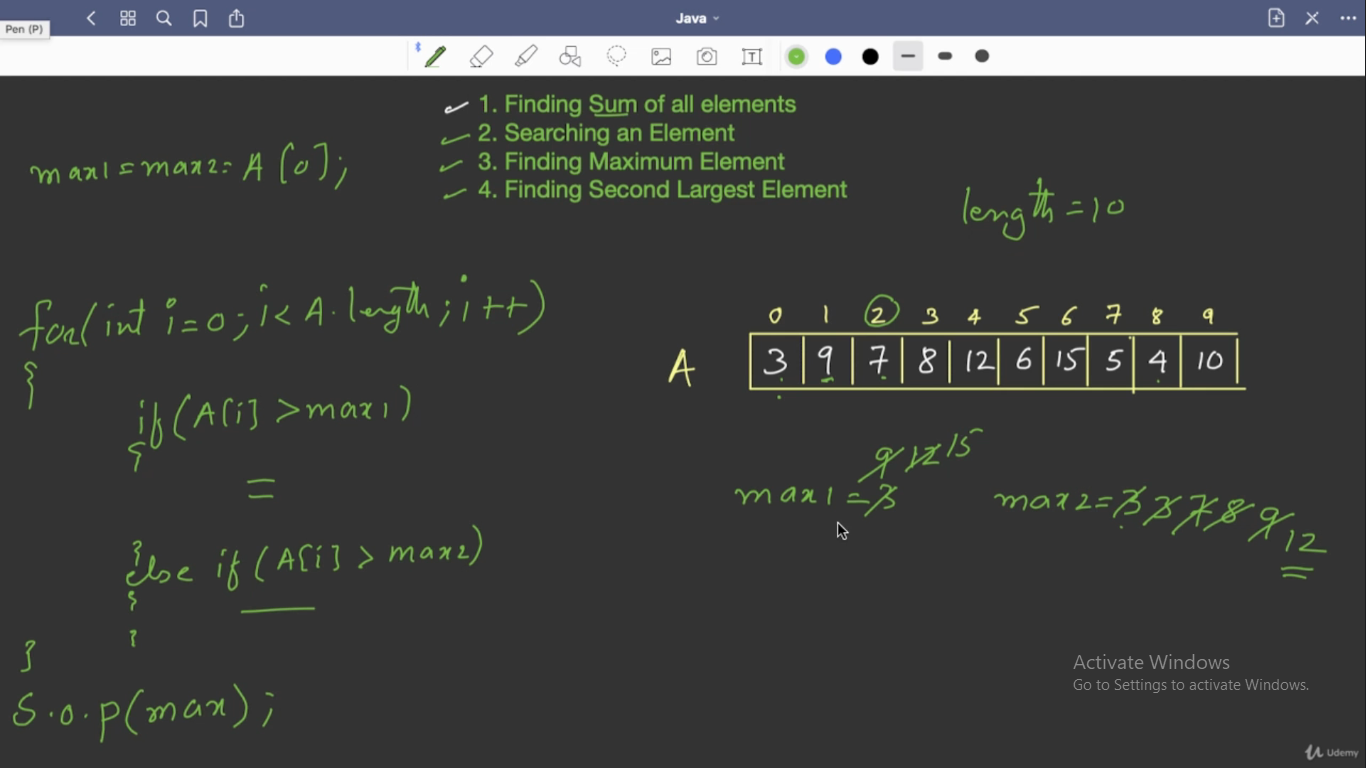 Java
Pen (P)
T
1. Finding Sum of all elements
2. Searching an Element
3. Finding Maximum Element
4. Finding Second Largest Element
max1 = max2 = A[0];
length = 10
for(int i=0; i< A.length; i++)
{
if(A[i] > max1)
{
=
}
else if(A[i] > max2)
{
}
}
S.o.p(max);
0 1 2 3 4 5 6 7 8 9
A 3 9 7 8 12 6 15 5 4 10
9 12 15
max1 = 3
max2 = 3 3 7 8 9 12
Activate Windows
Go to Settings to activate Windows.
Udemy